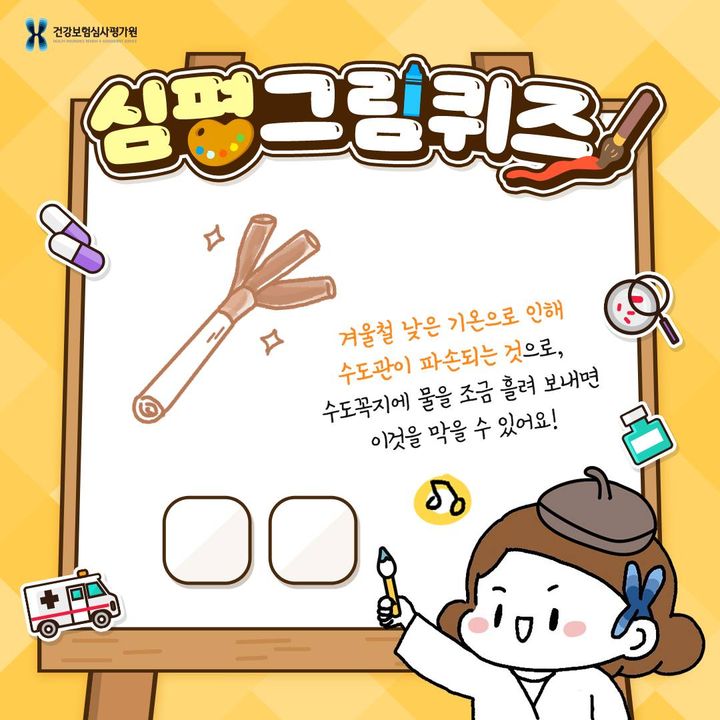 건강보험심사평가원
심평그림퀴즈
겨울철 낮은 기온으로 인해
수도관이 파손되는 것으로,
수도꼭지에 물을 조금 흘려 보내면
이것을 막을 수 있어요!